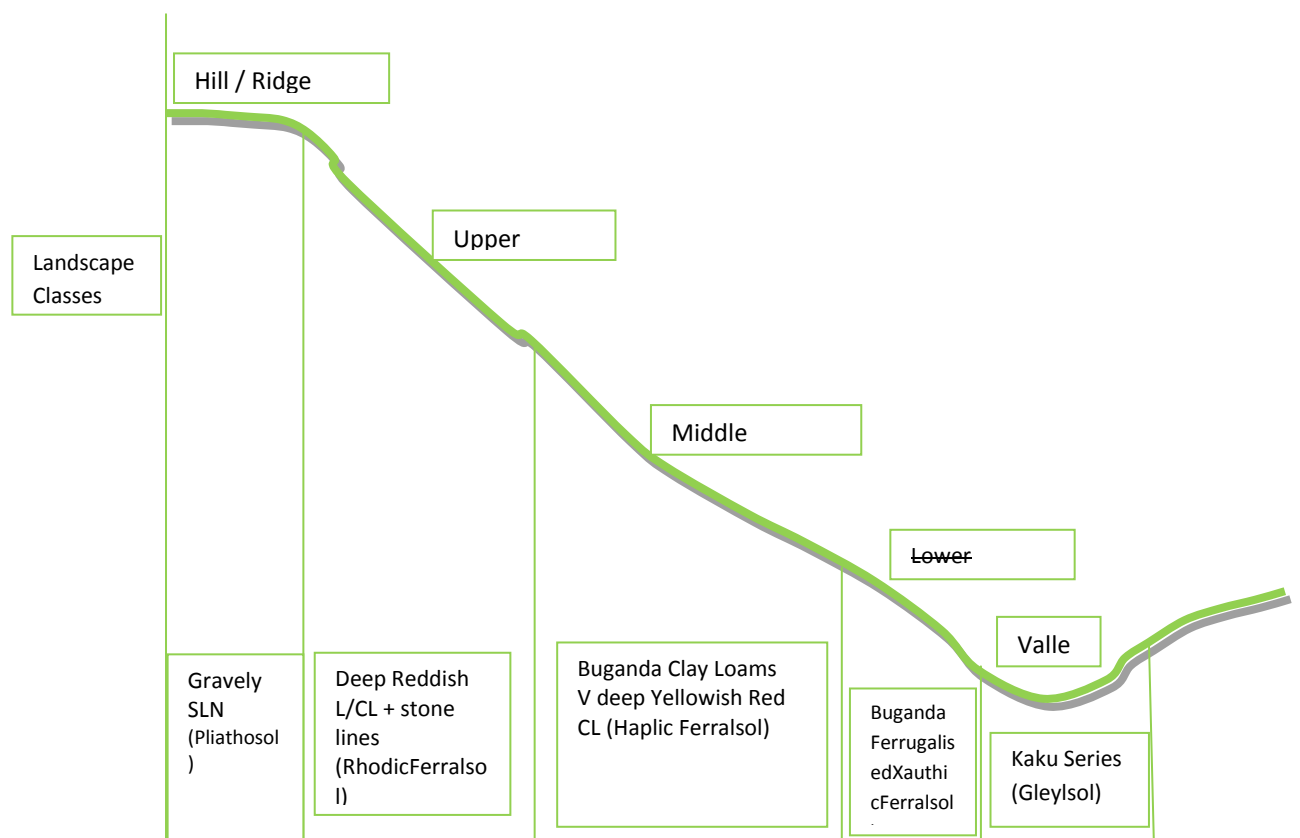 Hill / Ridge
Upper
Landscape
Classes
Middle
Lower
Valle
Gravely
SLN
(Pliathosol
)
Deep Reddish
L/CL + stone
lines
(RhodicFerralso
l)
Buganda Clay Loams
V deep Yellowish Red
CL (Haplic Ferralsol)
Buganda
Ferrugalis
edXauthi
cFerralsol
Kaku Series
(Gleylsol)